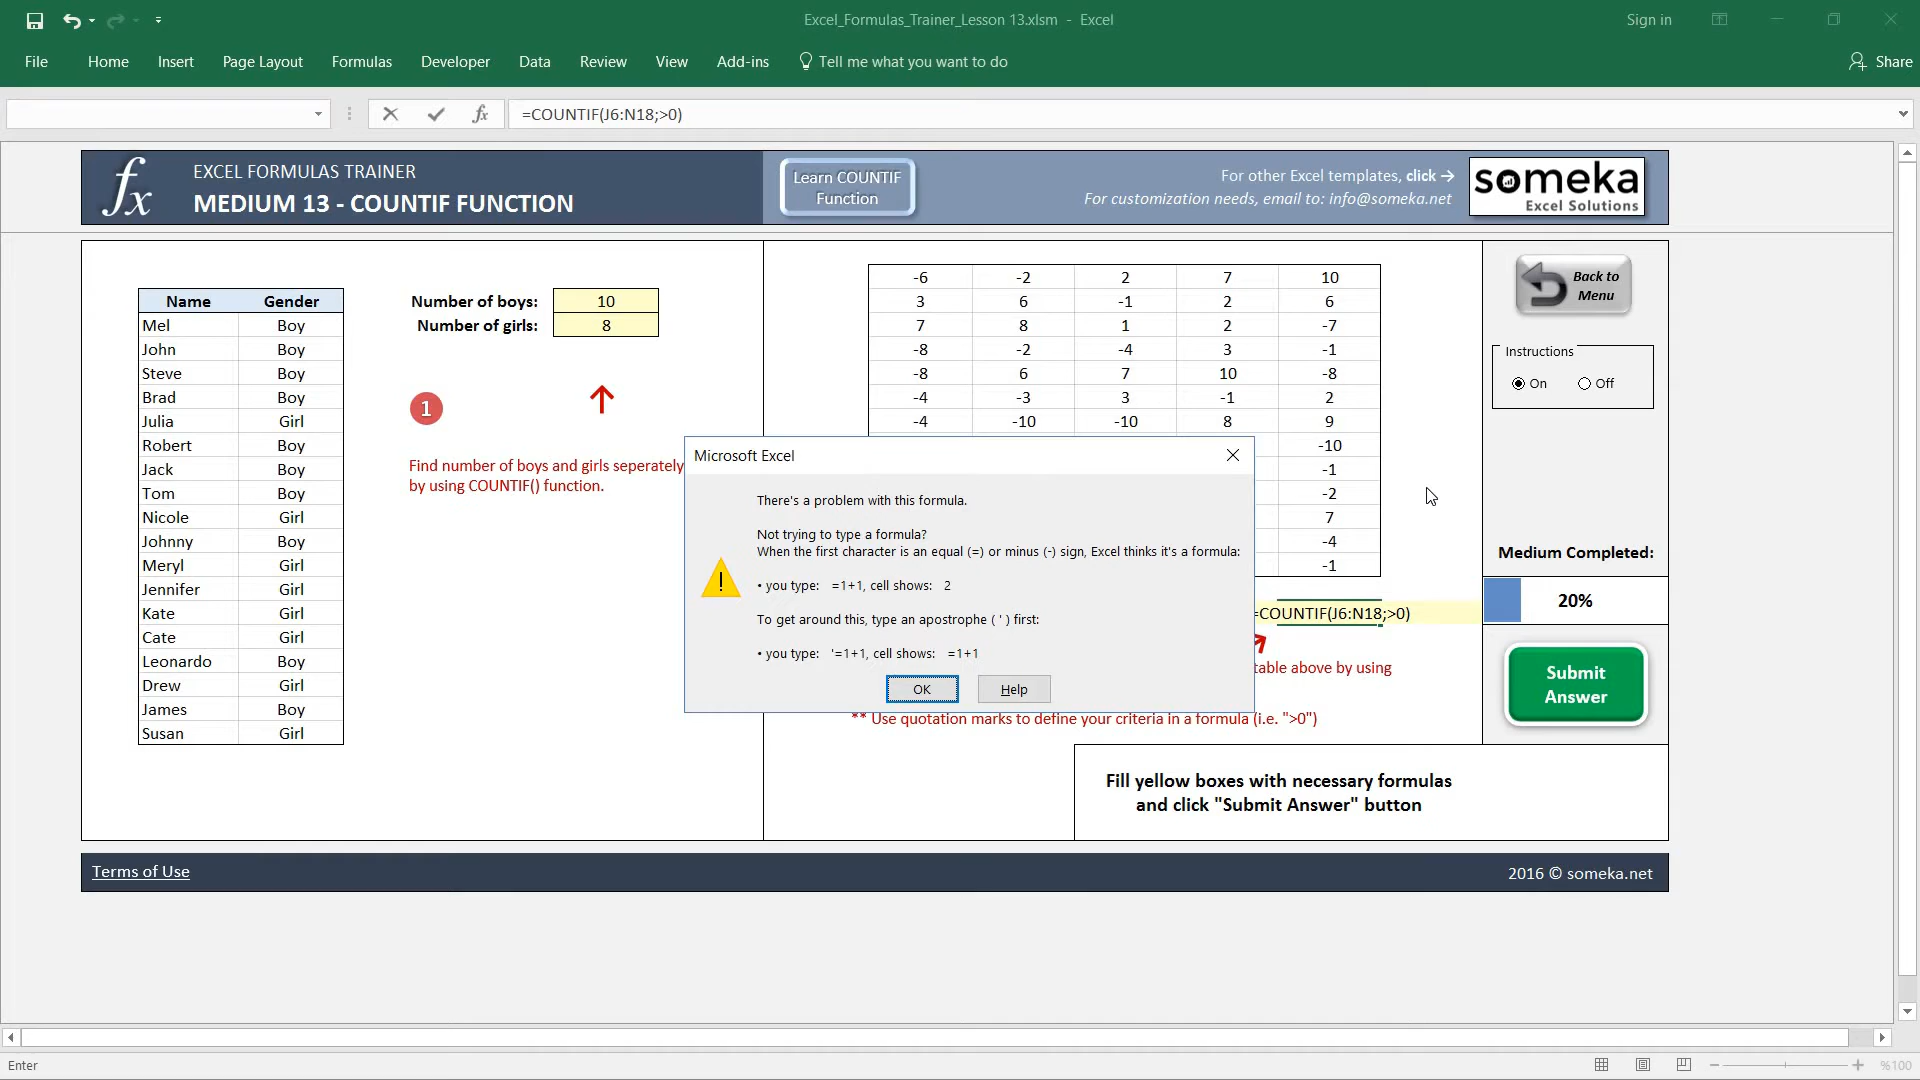 Excel_Formulas_Trainer_Lesson 13.xlsm - Excel
Sign in
File Home Insert Page Layout Formulas Developer Data Review View Add-ins Tell me what you want to do
Share
fx =COUNTIF(J6:N18;>0)
fx
EXCEL FORMULAS TRAINER
MEDIUM 13 - COUNTIF FUNCTION
Learn COUNTIF
Function
For other Excel templates, click →
For customization needs, email to: info@someka.net
someka
Excel Solutions
Name Gender
Mel Boy
John Boy
Steve Boy
Brad Boy
Julia Girl
Robert Boy
Jack Boy
Tom Boy
Nicole Girl
Johnny Boy
Meryl Girl
Jennifer Girl
Kate Girl
Cate Girl
Leonardo Boy
Drew Girl
James Boy
Susan Girl
Number of boys: 10
Number of girls: 8
1
Find number of boys and girls seperately
by using COUNTIF() function.
-6 -2 2 7 10
3 6 -1 2 6
7 8 1 2 -7
-8 -2 -4 3 -1
-8 6 7 10 -8
-4 -3 3 -1 2
-4 -10 -10 8 9
-10
-1
-2
7
-4
-1
Microsoft Excel
There's a problem with this formula.
Not trying to type a formula?
When the first character is an equal (=) or minus (-) sign, Excel thinks it's a formula:
• you type: =1+1, cell shows: 2
To get around this, type an apostrophe ( ' ) first:
• you type: '=1+1, cell shows: =1+1
OK Help
=COUNTIF(J6:N18;>0)
table above by using
** Use quotation marks to define your criteria in a formula (i.e. ">0")
Back to
Menu
Instructions
On Off
Medium Completed:
20%
Submit
Answer
Fill yellow boxes with necessary formulas
and click "Submit Answer" button
Terms of Use
2016 © someka.net
Enter
%100